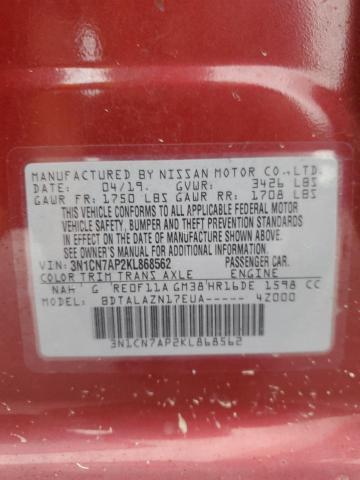 MANUFACTURED BY NISSAN MOTOR CO.,LTD.
DATE: 04/19. GVWR: 3426 LBS
GAWR FR: 1750 LBS GAWR RR: 1708 LBS
THIS VEHICLE CONFORMS TO ALL APPLICABLE FEDERAL MOTOR
VEHICLE SAFETY, BUMPER AND THEFT PREVENTION STANDARDS
IN EFFECT ON THE DATE OF MANUFACTURE SHOWN ABOVE.
SEE OWNER'S MANUAL FOR ADDITIONAL INFORMATION
VIN: 3N1CN7AP2KL868562 PASSENGER CAR.
COLOR TRIM TRANS AXLE ENGINE
NAH G RE0F11A GM38 HR16DE 1598 CC
MODEL: BDTALAZN17EUA----- 4Z000
3N1CN7AP2KL868562